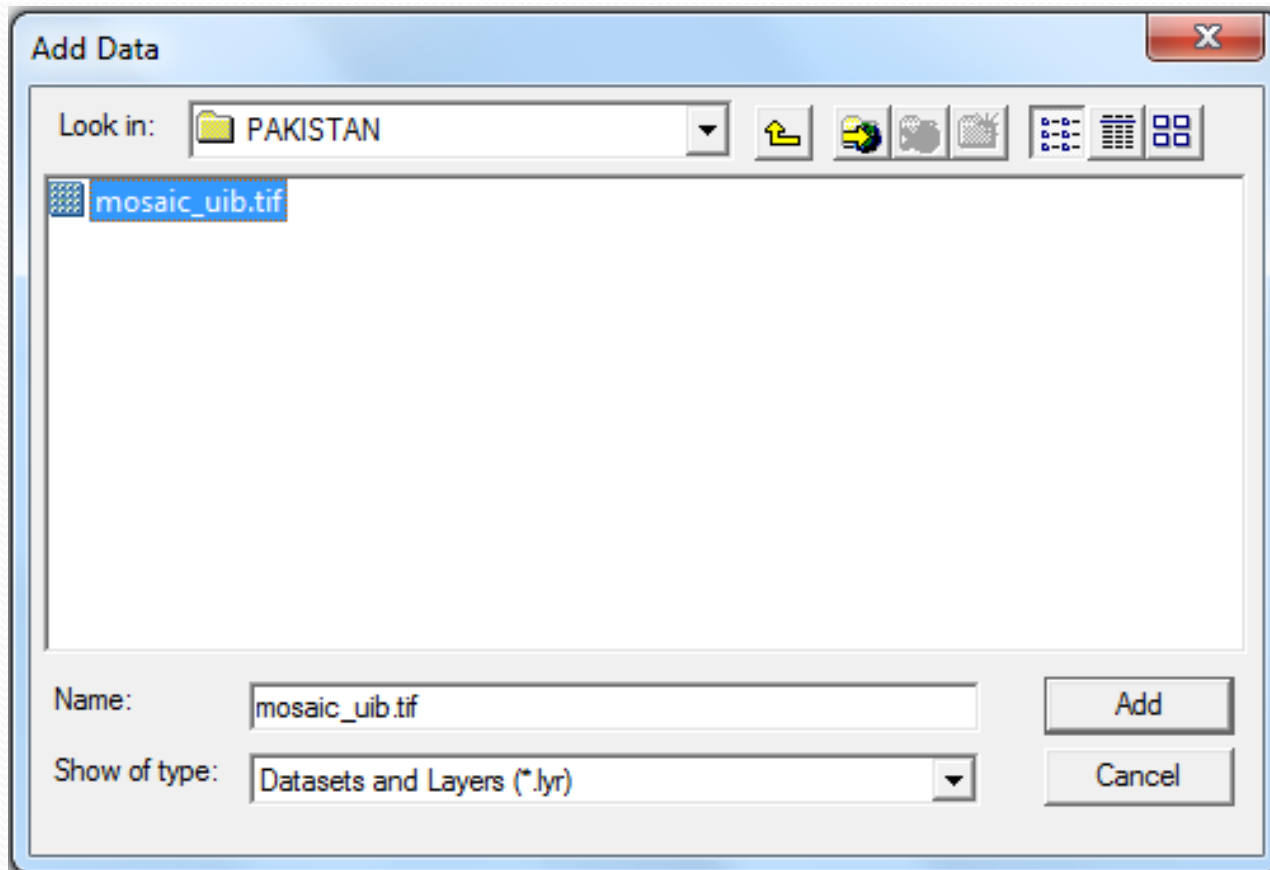 Add Data
Look in: PAKISTAN
mosaic_uib.tif
Name: mosaic_uib.tif Add
Show of type: Datasets and Layers (*.lyr) Cancel